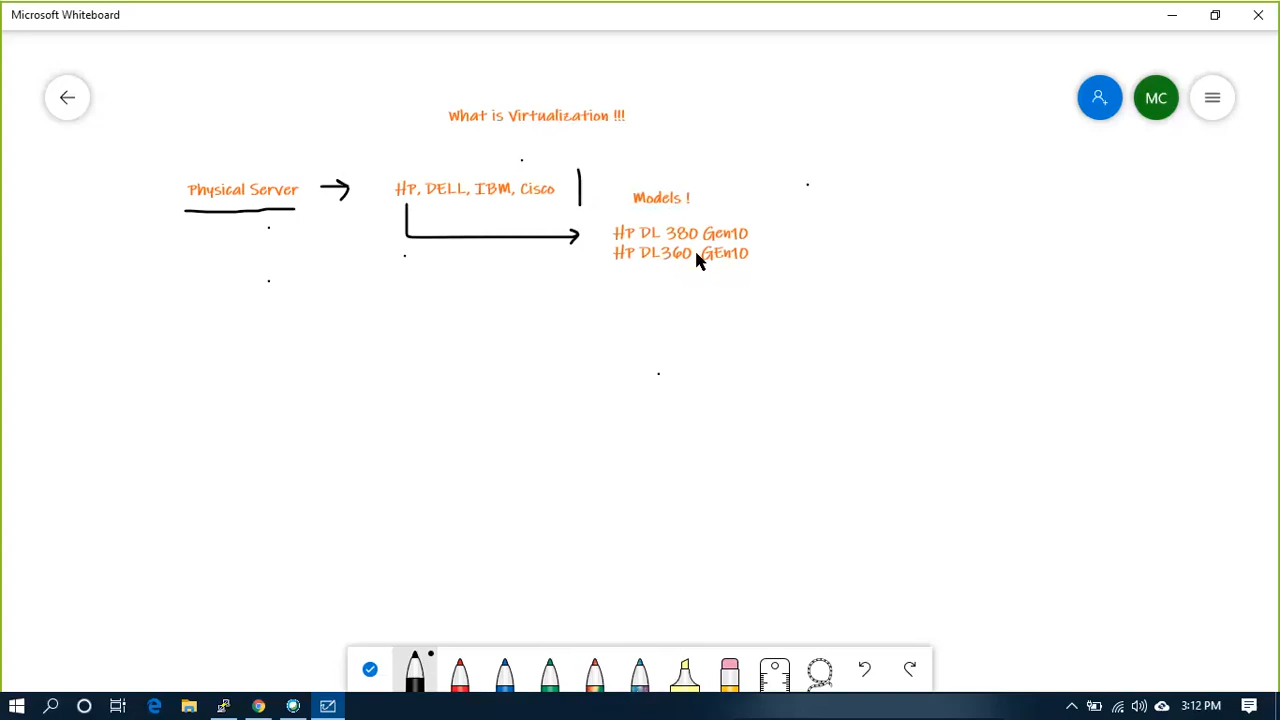 Microsoft Whiteboard
MC
What is Virtualization !!!
Physical Server
HP, DELL, IBM, Cisco
Models !
HP DL 380 Gen10
HP DL360 GEn10
3:12 PM